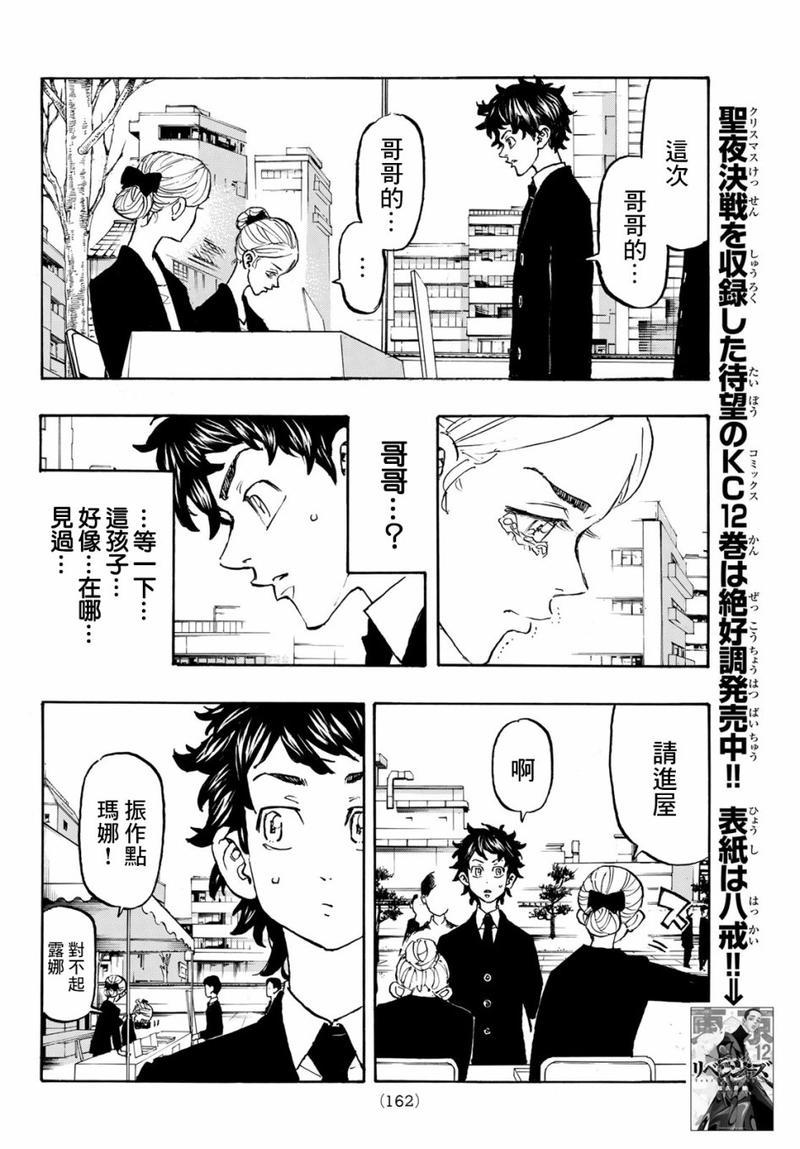 這次
哥哥的…
哥哥的…
…
哥哥…？
…等一下…
這孩子…
好像…在哪…
見過…
請進屋
啊
ス
振作點
瑪娜！
對不起
露娜
聖夜決戦を収録した待望のKC12巻は絶好調発売中!! 表紙は八戒!!⇓
クリスマス けっ せん しゅう ろく たい ぼう コミックス かん ぜっ こう ちょう はつ ばい ちゅう ひょう し はっ かい
東京
12
リベンジャーズ
(162)